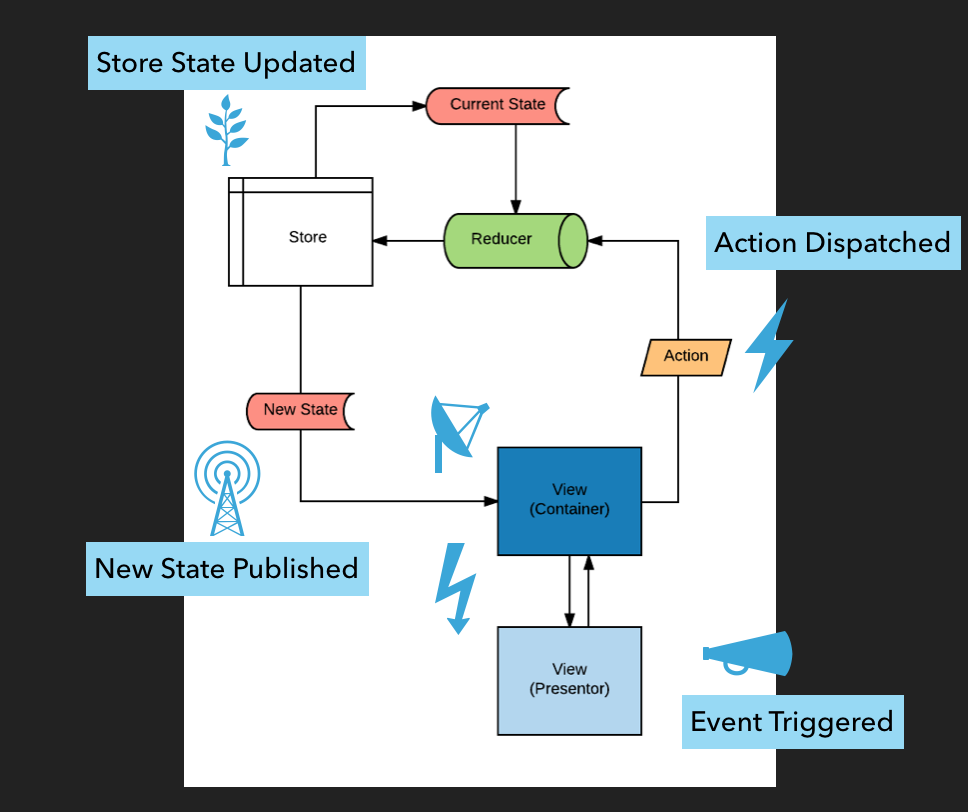 Store State Updated
Current State
Store
Reducer
Action Dispatched
Action
New State
View
(Container)
New State Published
View
(Presentor)
Event Triggered